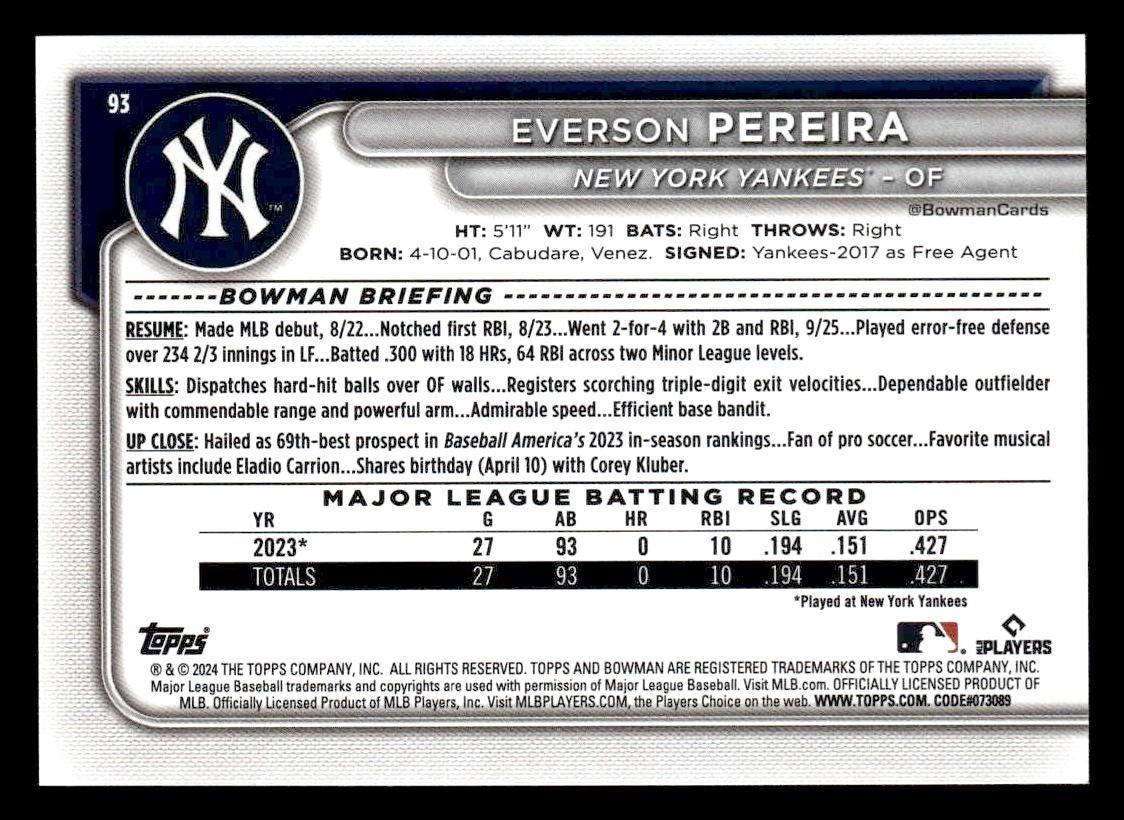 93
NY
TM
EVERSON PEREIRA
NEW YORK YANKEES® - OF
@BowmanCards
HT: 5'11" WT: 191 BATS: Right THROWS: Right
BORN: 4-10-01, Cabudare, Venez. SIGNED: Yankees-2017 as Free Agent
-------BOWMAN BRIEFING -------------------------------------------
RESUME: Made MLB debut, 8/22...Notched first RBI, 8/23...Went 2-for-4 with 2B and RBI, 9/25...Played error-free defense
over 234 2/3 innings in LF...Batted .300 with 18 HRs, 64 RBI across two Minor League levels.
SKILLS: Dispatches hard-hit balls over OF walls...Registers scorching triple-digit exit velocities...Dependable outfielder
with commendable range and powerful arm...Admirable speed...Efficient base bandit.
UP CLOSE: Hailed as 69th-best prospect in Baseball America's 2023 in-season rankings...Fan of pro soccer...Favorite musical
artists include Eladio Carrion...Shares birthday (April 10) with Corey Kluber.
MAJOR LEAGUE BATTING RECORD
YR G AB HR RBI SLG AVG OPS
2023* 27 93 0 10 .194 .151 .427
TOTALS 27 93 0 10 .194 .151 .427
*Played at New York Yankees
Topps®
MLB PLAYERS
® & © 2024 THE TOPPS COMPANY, INC. ALL RIGHTS RESERVED. TOPPS AND BOWMAN ARE REGISTERED TRADEMARKS OF THE TOPPS COMPANY, INC.
Major League Baseball trademarks and copyrights are used with permission of Major League Baseball. Visit MLB.com. OFFICIALLY LICENSED PRODUCT OF
MLB. Officially Licensed Product of MLB Players, Inc. Visit MLBPLAYERS.COM, the Players Choice on the web. WWW.TOPPS.COM. CODE#073089